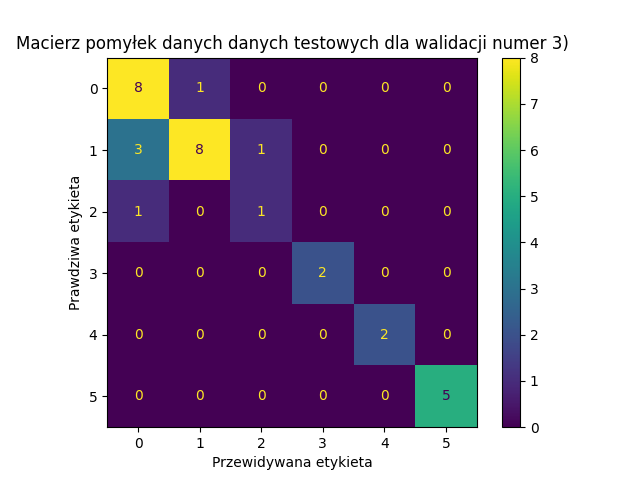 Macierz pomyłek danych danych testowych dla walidacji numer 3)
Prawdziwa etykieta
0 8 1 0 0 0 0
1 3 8 1 0 0 0
2 1 0 1 0 0 0
3 0 0 0 2 0 0
4 0 0 0 0 2 0
5 0 0 0 0 0 5
0 1 2 3 4 5
Przewidywana etykieta
8
7
6
5
4
3
2
1
0